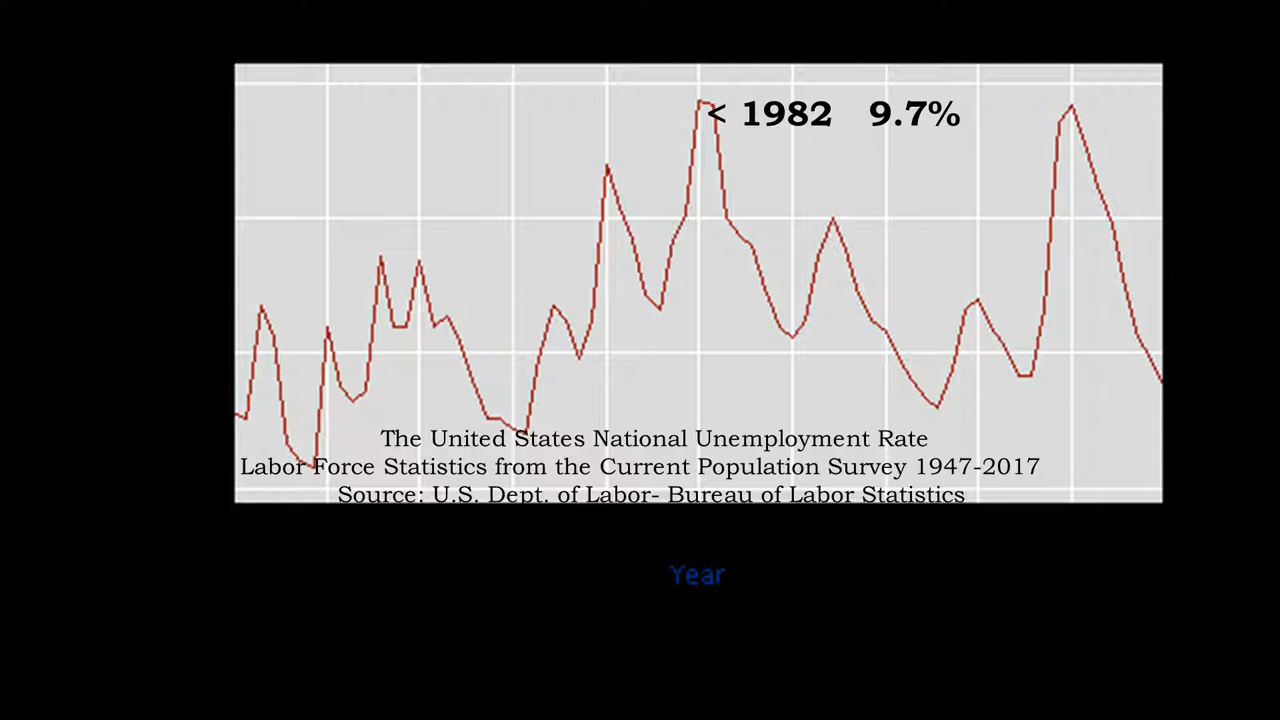 < 1982 9.7%
The United States National Unemployment Rate
Labor Force Statistics from the Current Population Survey 1947-2017
Source: U.S. Dept. of Labor- Bureau of Labor Statistics
Year